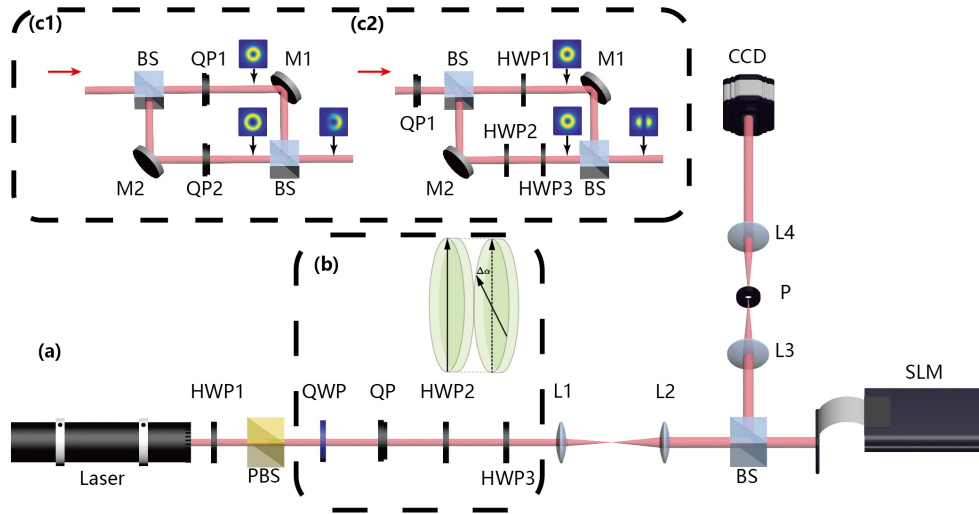 (c1)
BS
QP1
M1
M2
QP2
BS
(c2)
BS
HWP1
M1
QP1
HWP2
M2
HWP3
BS
CCD
L4
P
L3
SLM
(b)
Δα
(a)
HWP1
QWP
QP
HWP2
L1
L2
Laser
PBS
HWP3
BS